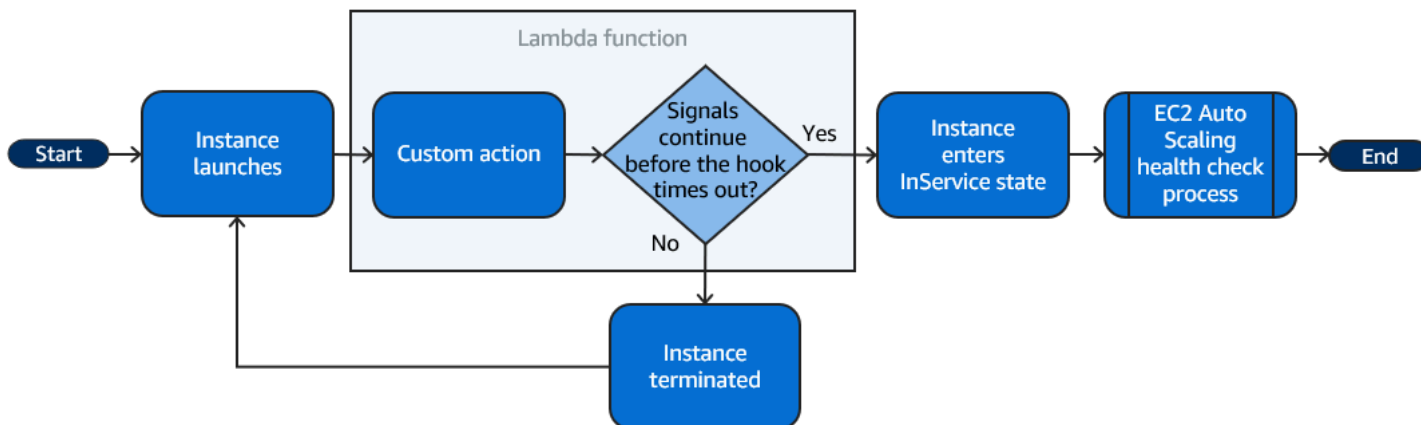 Lambda function
Start
Instance
launches
Custom action
Signals
continue
before the hook
times out?
Yes
No
Instance
enters
InService state
EC2 Auto
Scaling
health check
process
End
Instance
terminated